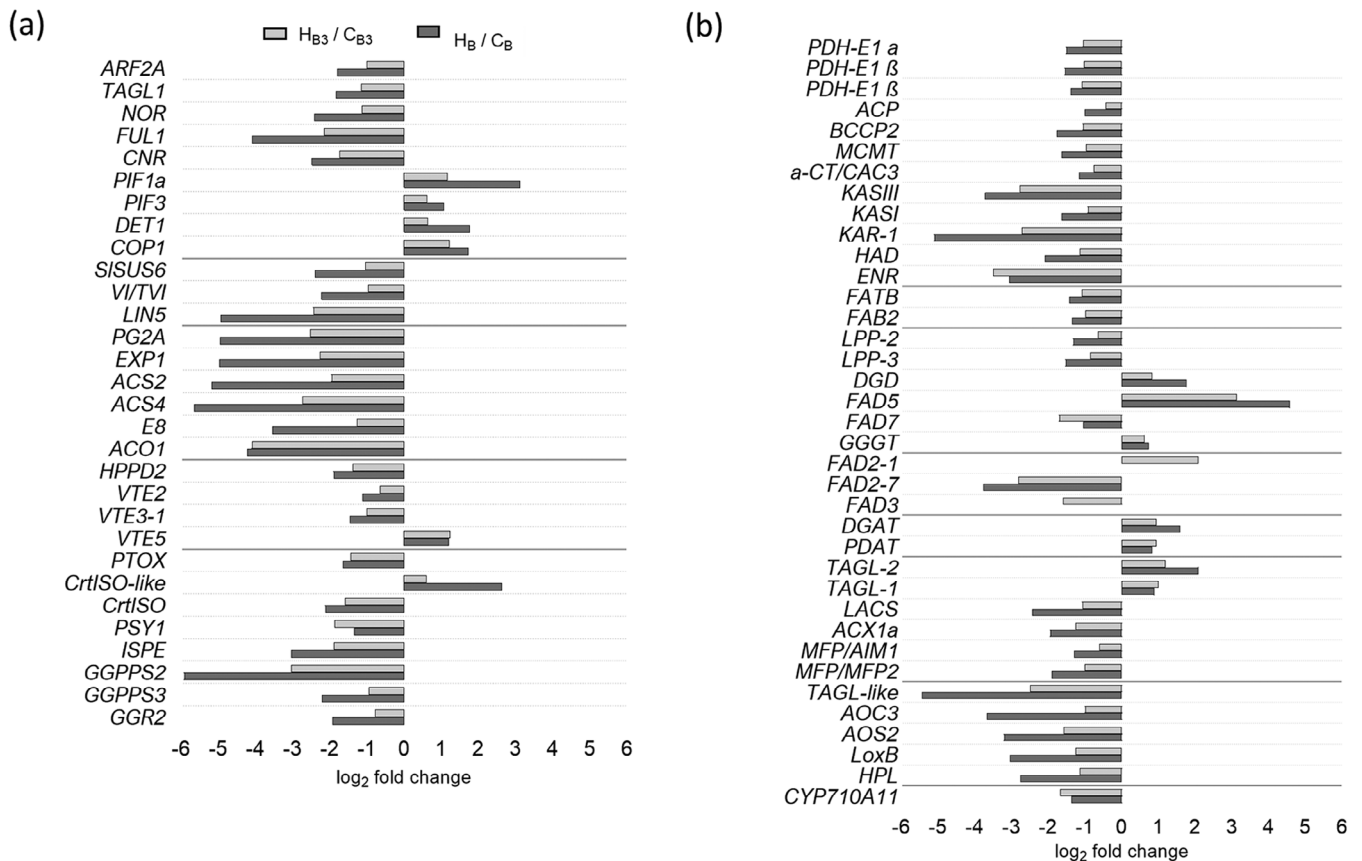 (a)
H_B3 / C_B3
H_B / C_B
ARF2A
TAGL1
NOR
FUL1
CNR
PIF1a
PIF3
DET1
COP1
SlSUS6
VI/TVI
LIN5
PG2A
EXP1
ACS2
ACS4
E8
ACO1
HPPD2
VTE2
VTE3-1
VTE5
PTOX
CrtISO-like
CrtISO
PSY1
ISPE
GGPPS2
GGPPS3
GGR2
-6 -5 -4 -3 -2 -1 0 1 2 3 4 5 6
log2 fold change
(b)
PDH-E1 a
PDH-E1 ß
PDH-E1 ß
ACP
BCCP2
MCMT
a-CT/CAC3
KASIII
KASI
KAR-1
HAD
ENR
FATB
FAB2
LPP-2
LPP-3
DGD
FAD5
FAD7
GGGT
FAD2-1
FAD2-7
FAD3
DGAT
PDAT
TAGL-2
TAGL-1
LACS
ACX1a
MFP/AIM1
MFP/MFP2
TAGL-like
AOC3
AOS2
LoxB
HPL
CYP710A11
-6 -5 -4 -3 -2 -1 0 1 2 3 4 5 6
log2 fold change